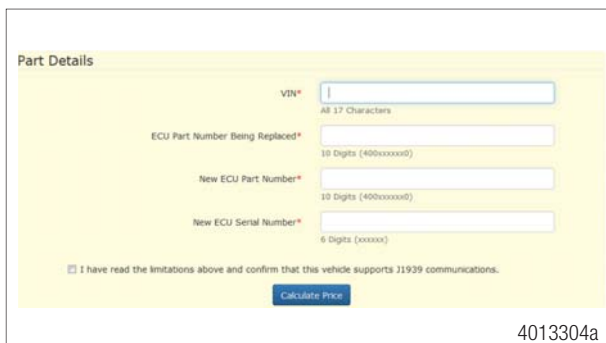 Part Details
VIN*
All 17 Characters
ECU Part Number Being Replaced*
10 Digits (400xxxxxx0)
New ECU Part Number*
10 Digits (400xxxxxx0)
New ECU Serial Number*
6 Digits (xxxxxx)
I have read the limitations above and confirm that this vehicle supports J1939 communications.
Calculate Price
4013304a